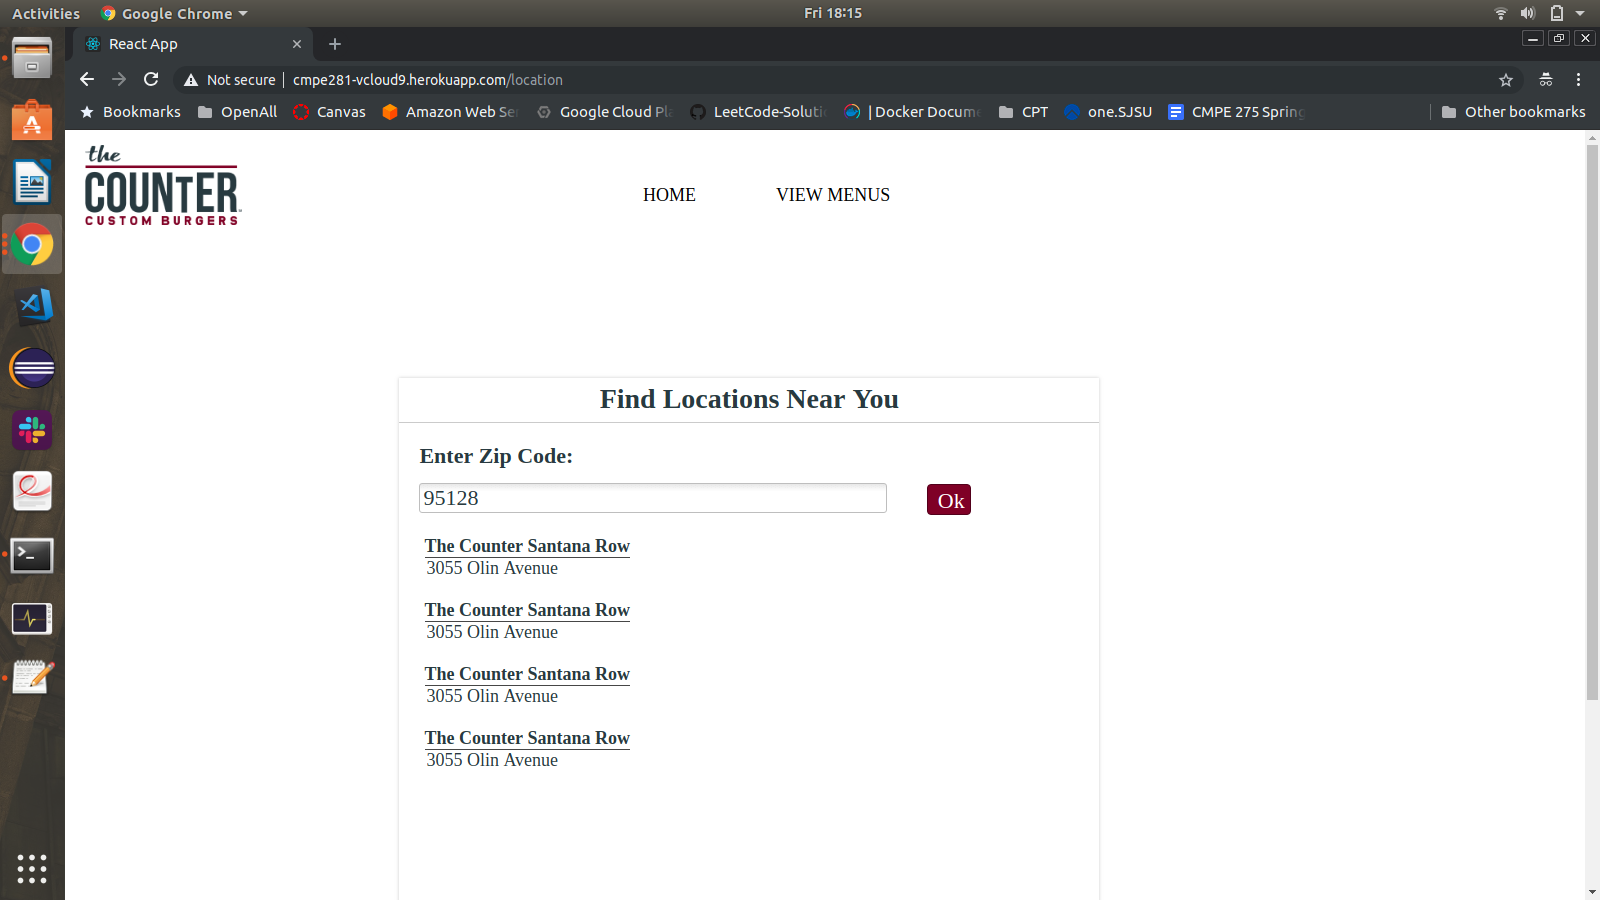 Activities
Google Chrome
Fri 18:15
React App
Not secure
cmpe281-vcloud9.herokuapp.com/location
Bookmarks
OpenAll
Canvas
Amazon Web Se
Google Cloud Pl
LeetCode-Soluti
| Docker Docum
CPT
one.SJSU
CMPE 275 Spring
Other bookmarks
the
COUNTER
CUSTOM BURGERS
HOME
VIEW MENUS
Find Locations Near You
Enter Zip Code:
95128
Ok
The Counter Santana Row
3055 Olin Avenue
The Counter Santana Row
3055 Olin Avenue
The Counter Santana Row
3055 Olin Avenue
The Counter Santana Row
3055 Olin Avenue